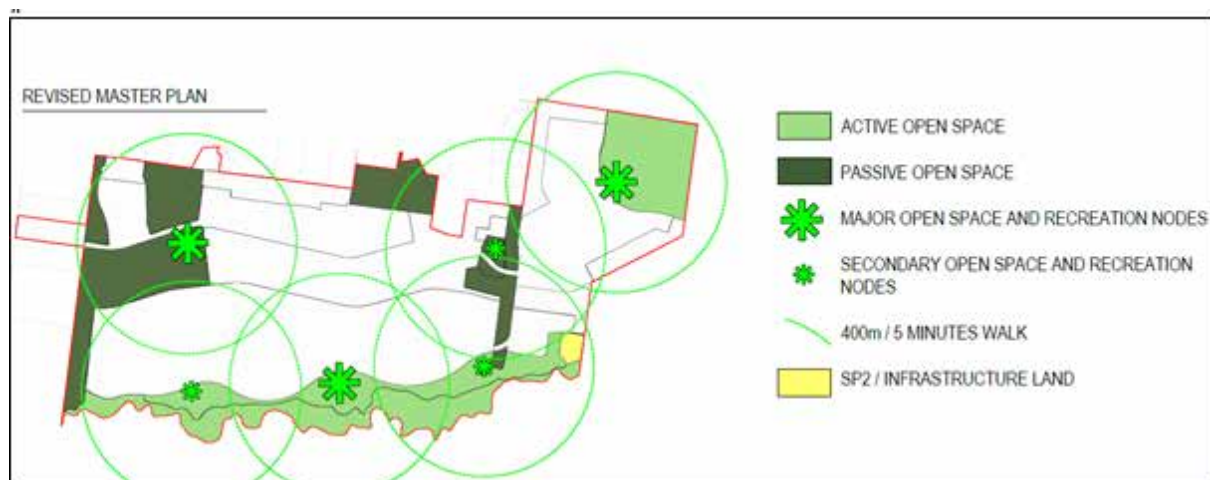 REVISED MASTER PLAN
ACTIVE OPEN SPACE
PASSIVE OPEN SPACE
MAJOR OPEN SPACE AND RECREATION NODES
SECONDARY OPEN SPACE AND RECREATION
NODES
400m / 5 MINUTES WALK
SP2 / INFRASTRUCTURE LAND